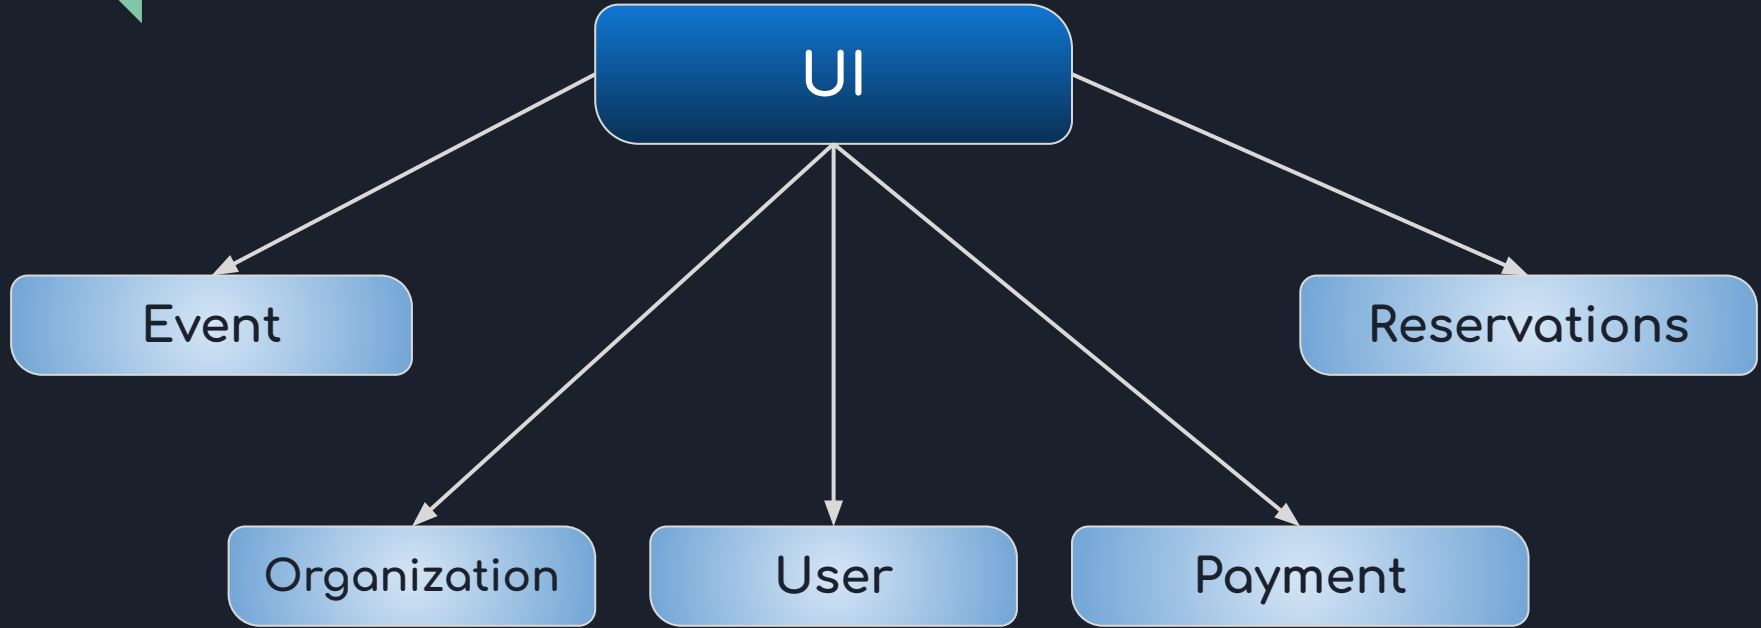 UI
Event
Reservations
Organization
User
Payment